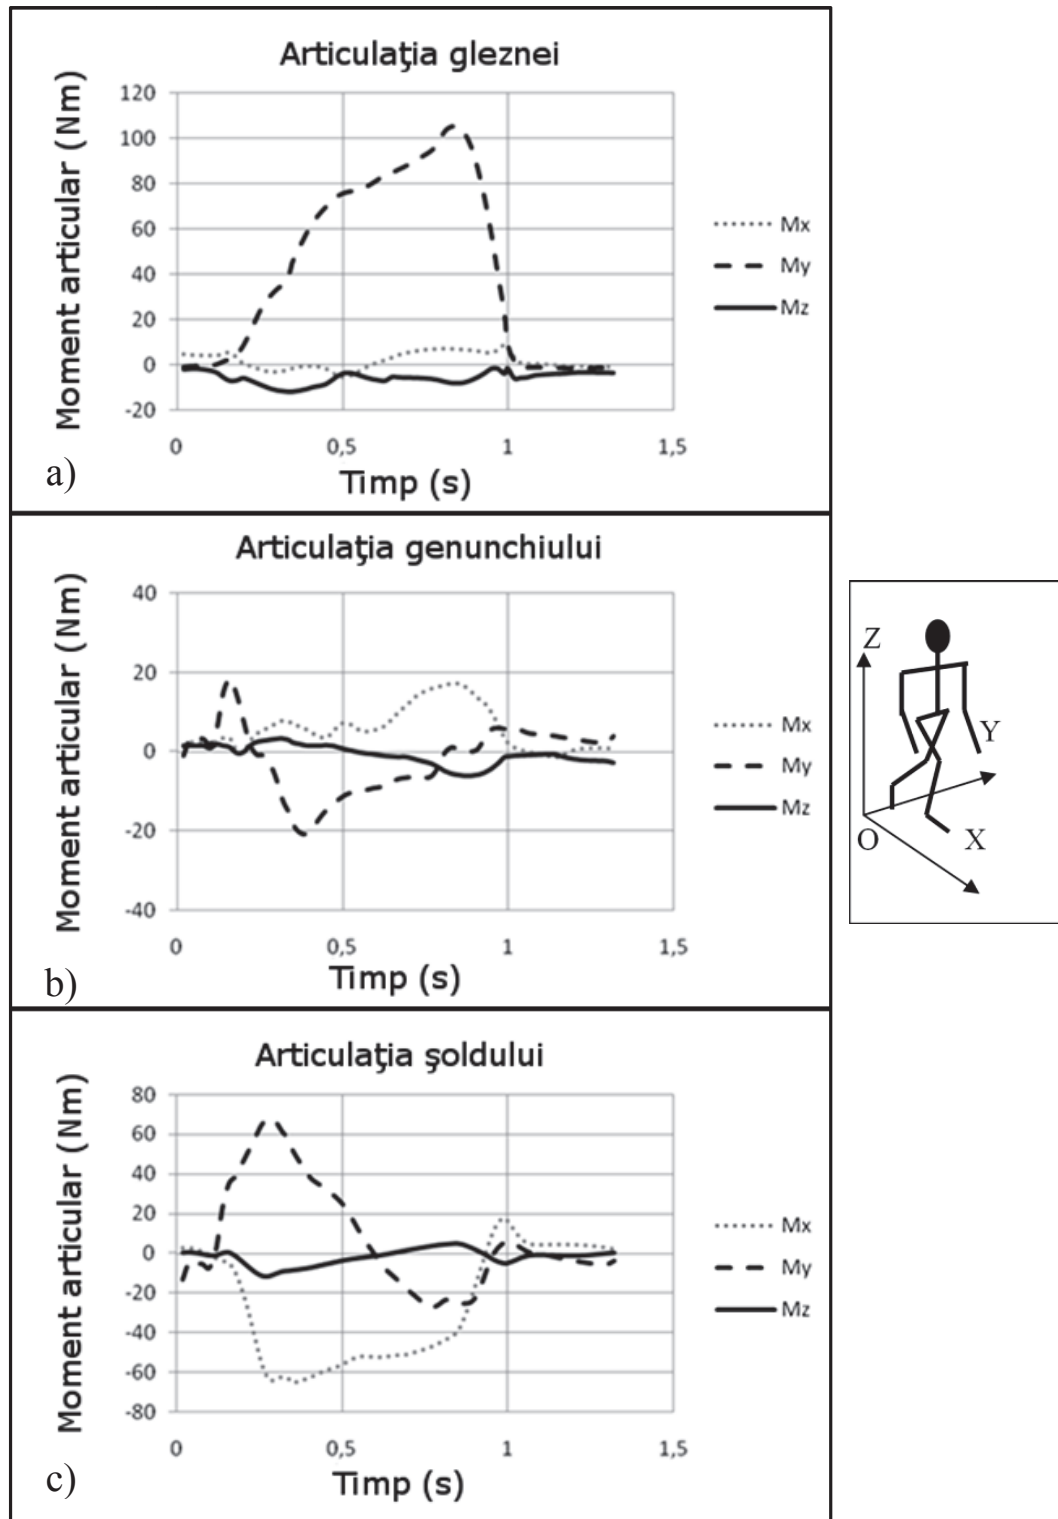 Articulaţia gleznei
Moment articular (Nm)
120
100
80
60
40
20
0
-20
0 0,5 1 1,5
Timp (s)
Mx
My
Mz
a)
Articulaţia genunchiului
Moment articular (Nm)
40
20
0
-20
-40
0 0,5 1 1,5
Timp (s)
Mx
My
Mz
b)
Z
Y
O
X
Articulaţia şoldului
Moment articular (Nm)
80
60
40
20
0
-20
-40
-60
-80
0 0,5 1 1,5
Timp (s)
Mx
My
Mz
c)